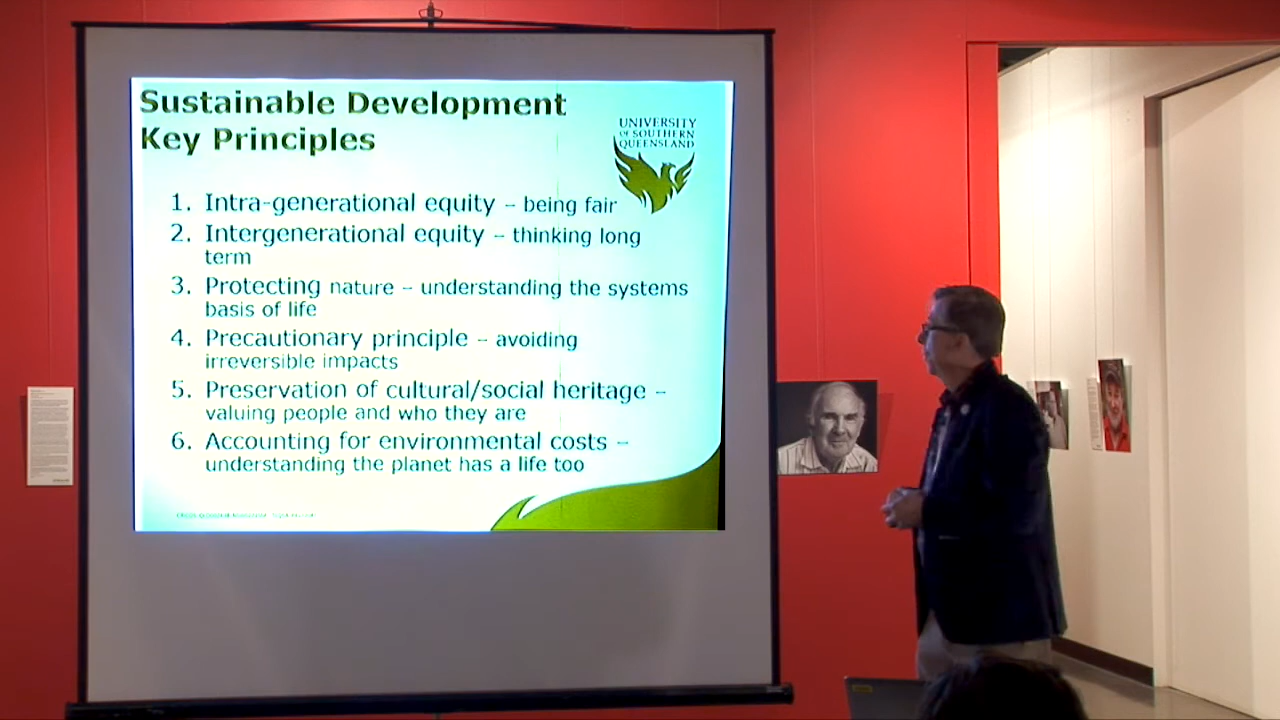 Sustainable Development
Key Principles
UNIVERSITY
OF SOUTHERN
QUEENSLAND
1. Intra-generational equity – being fair
2. Intergenerational equity – thinking long
term
3. Protecting nature – understanding the systems
basis of life
4. Precautionary principle – avoiding
irreversible impacts
5. Preservation of cultural/social heritage –
valuing people and who they are
6. Accounting for environmental costs –
understanding the planet has a life too